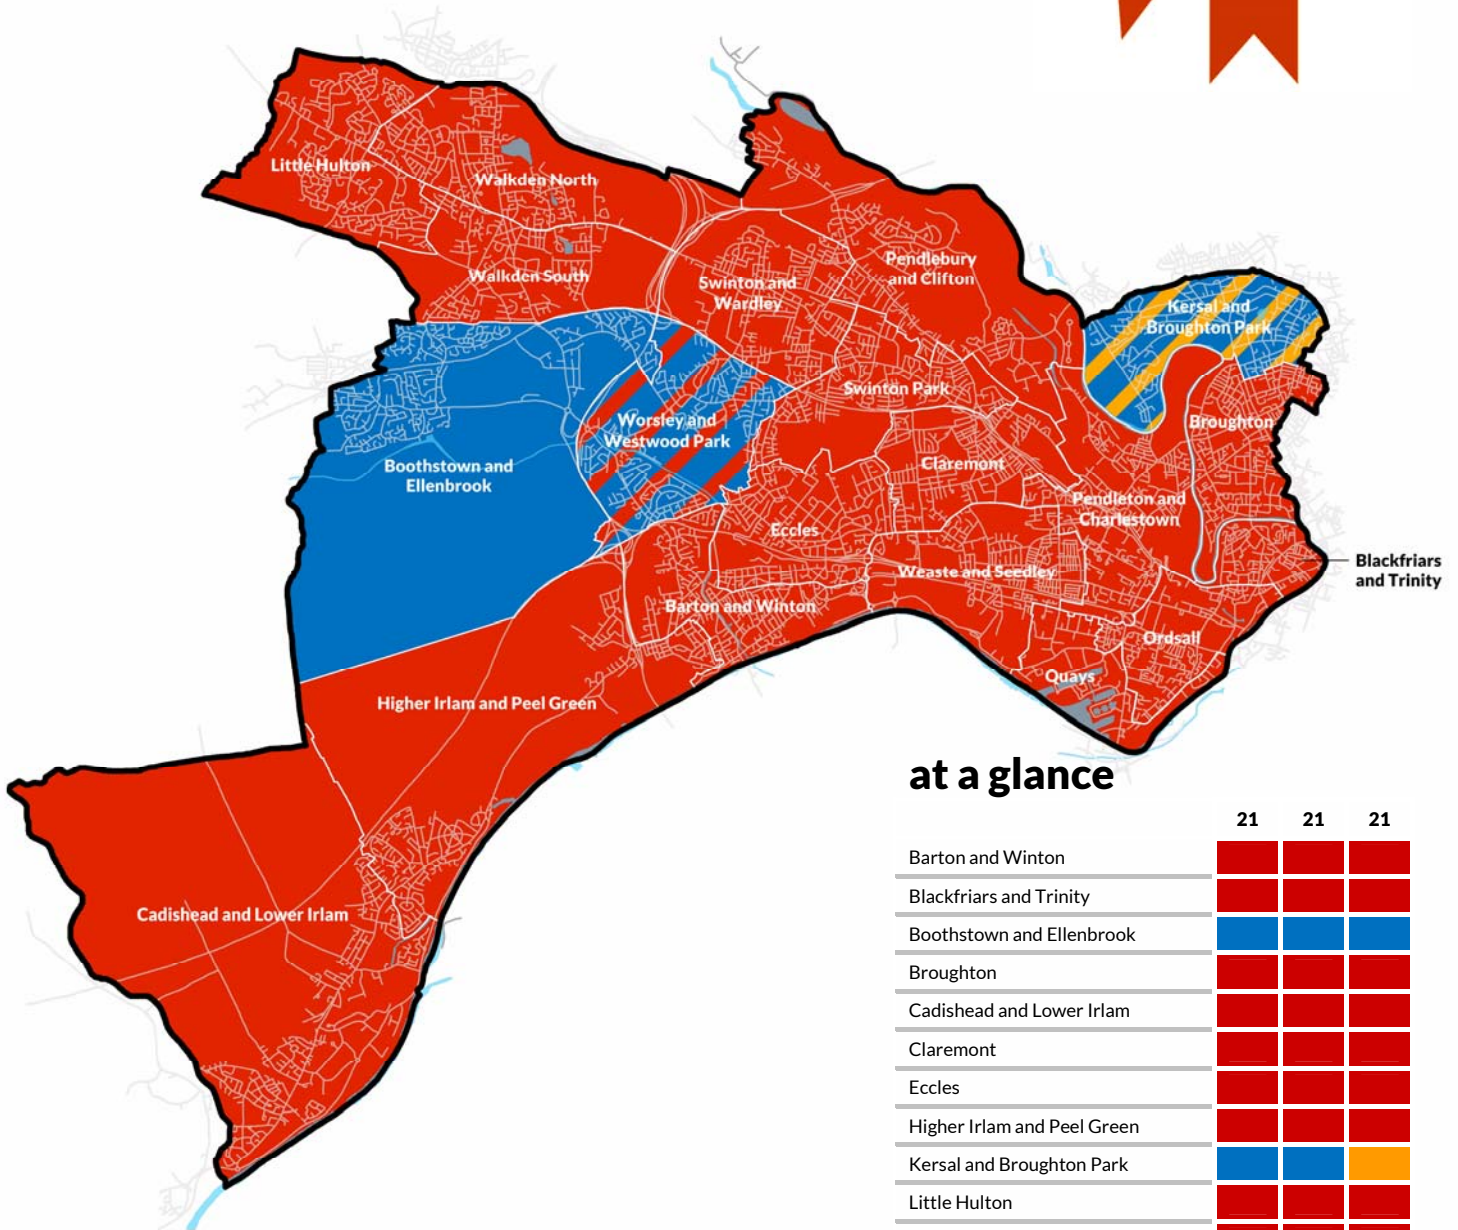 Little Hulton
Walkden North
Walkden South
Swinton and
Wardley
Pendlebury
and Clifton
Kersal and
Broughton Park
Swinton Park
Broughton
Worsley and
Westwood Park
Boothstown and
Ellenbrook
Claremont
Pendleton and
Charlestown
Eccles
Blackfriars
and Trinity
Weaste and Seedley
Barton and Winton
Ordsall
Quays
Higher Irlam and Peel Green
Cadishead and Lower Irlam
at a glance
21 21 21
Barton and Winton
Blackfriars and Trinity
Boothstown and Ellenbrook
Broughton
Cadishead and Lower Irlam
Claremont
Eccles
Higher Irlam and Peel Green
Kersal and Broughton Park
Little Hulton